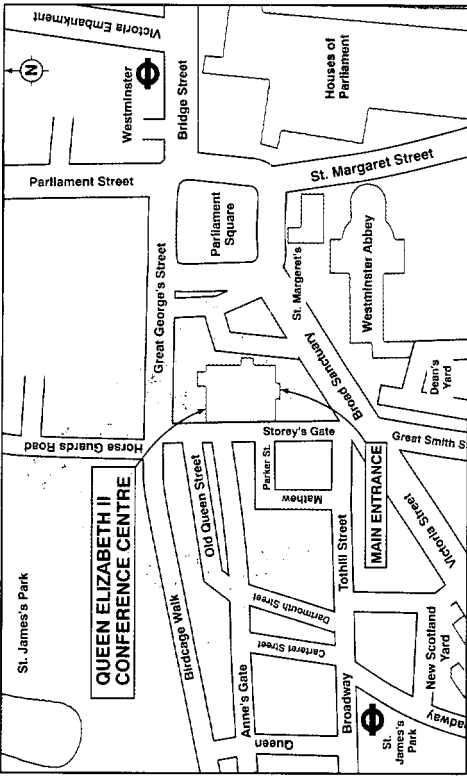 St. James's Park
Horse Guards Road
Parliament Street
Westminster
Victoria Embankment
N
QUEEN ELIZABETH II
CONFERENCE CENTRE
Birdcage Walk
Old Queen Street
Great George's Street
Bridge Street
Parliament
Square
Houses of
Parliament
Queen
Anne's Gate
Carteret Street
Dartmouth Street
Mathew
Parker St.
Storey's Gate
Broad Sanctuary
St. Margeret's
St. Margaret Street
Westminster Abbey
Broadway
Tothill Street
MAIN ENTRANCE
St.
James's
Park
New Scotland
Yard
Victoria Street
Great Smith S
Dean's
Yard
oadway